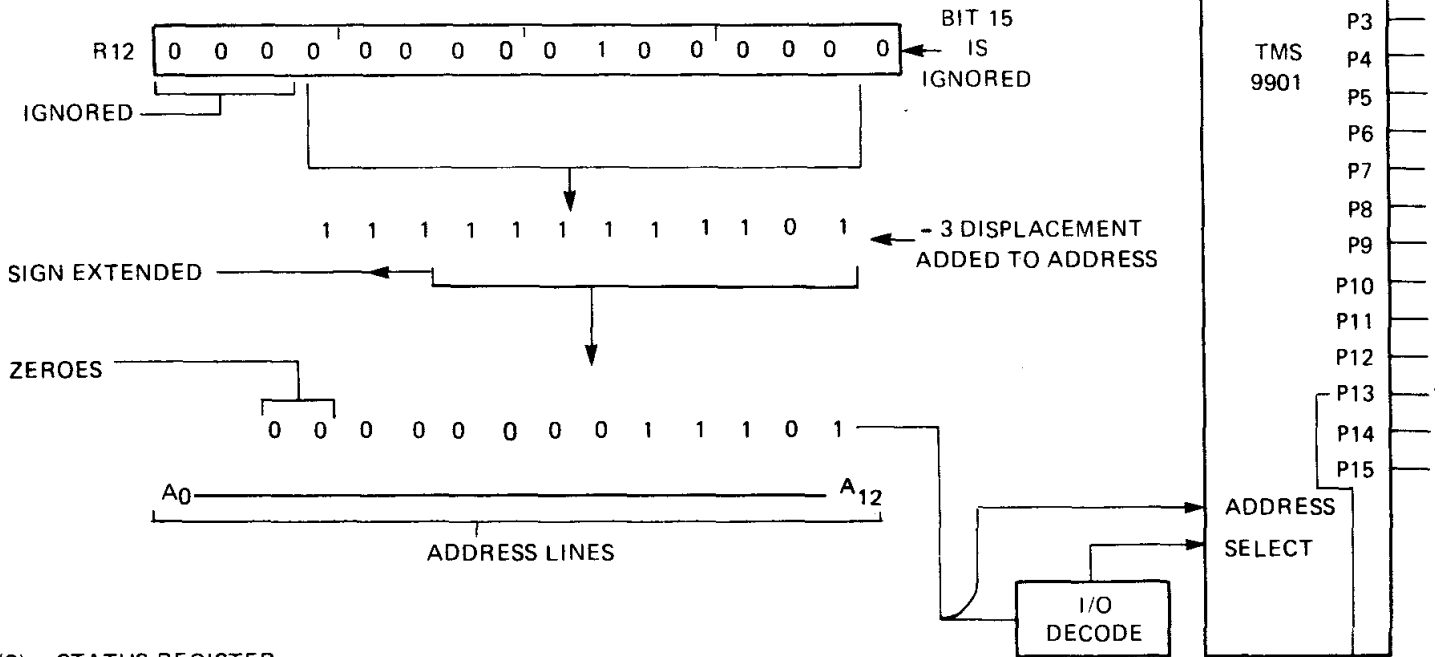 BIT 15
IS
IGNORED
R12 0 0 0 0 0 0 0 0 0 1 0 0 0 0 0 0
IGNORED
1 1 1 1 1 1 1 1 1 1 0 1
- 3 DISPLACEMENT
ADDED TO ADDRESS
SIGN EXTENDED
ZEROES
0 0 0 0 0 0 0 0 1 1 1 0 1
A0 A12
ADDRESS LINES
I/O
DECODE
TMS
9901
P3
P4
P5
P6
P7
P8
P9
P10
P11
P12
P13
P14
P15
ADDRESS
SELECT
STATUS REGISTER